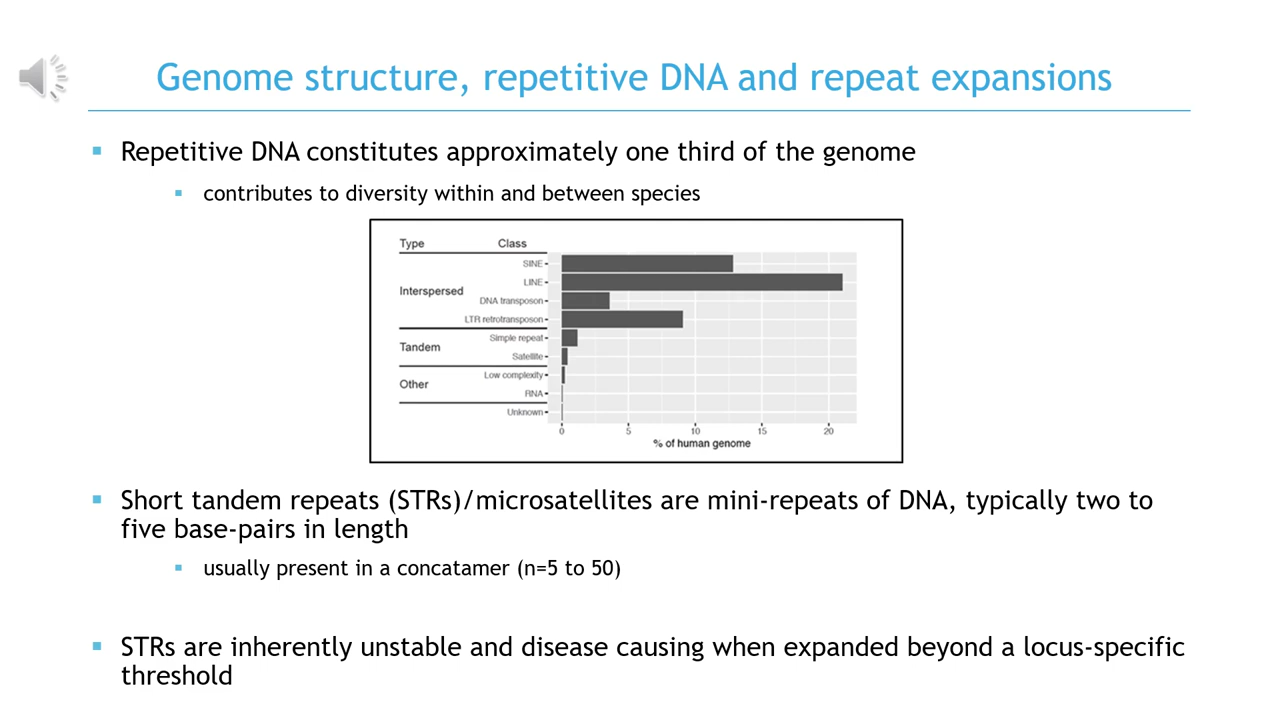 Genome structure, repetitive DNA and repeat expansions
Repetitive DNA constitutes approximately one third of the genome
contributes to diversity within and between species
Type Class
SINE
LINE
Interspersed
DNA transposon
LTR retrotransposon
Simple repeat
Tandem
Satellite
Low complexity
Other
RNA
Unknown
0 5 10 15 20
% of human genome
Short tandem repeats (STRs)/microsatellites are mini-repeats of DNA, typically two to
five base-pairs in length
usually present in a concatamer (n=5 to 50)
STRs are inherently unstable and disease causing when expanded beyond a locus-specific
threshold